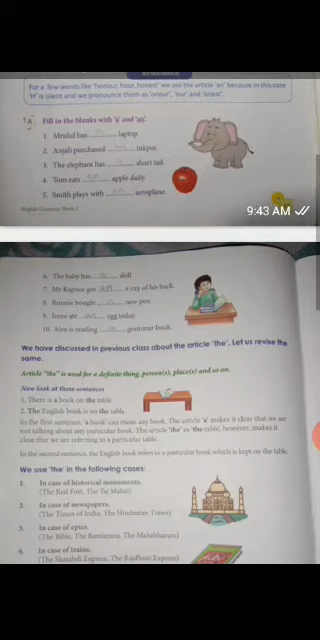 For a few words like 'honour, hour, honest' we use the article 'an' because in this case
'H' is silent and we pronounce them as 'onour', 'our' and 'onest'.
A. Fill in the blanks with 'a' and 'an'.
1. Mridul has a laptop.
2. Anjali purchased an inkpot.
3. The elephant has a short tail.
4. Tom eats an apple daily.
5. Smith plays with an aeroplane.
English Grammar Book 2
9:43 AM
6. The baby has a doll.
7. Mr Kapoor got an x-ray of his back.
8. Ronnie bought a new pen.
9. Irene ate an egg today.
10. Alex is reading a grammar book.
We have discussed in previous class about the article 'the'. Let us revise the
same.
Article "the" is used for a definite thing, person(s), place(s) and so on.
Now look at these sentences
1. There is a book on the table.
2. The English book is on the table.
In the first sentence, 'a book' can mean any book. The article 'a' makes it clear that we are
not talking about any particular book. The article 'the' in 'the table', however, makes it
clear that we are referring to a particular table.
In the second sentence, the English book refers to a particular book which is kept on the table.
We use 'the' in the following cases:
1. In case of historical monuments.
(The Red Fort, The Taj Mahal)
2. In case of newspapers.
(The Times of India, The Hindustan Times)
3. In case of epics.
(The Bible, The Ramayana, The Mahabharata)
4. In case of trains.
(The Shatabdi Express, The Rajdhani Express)